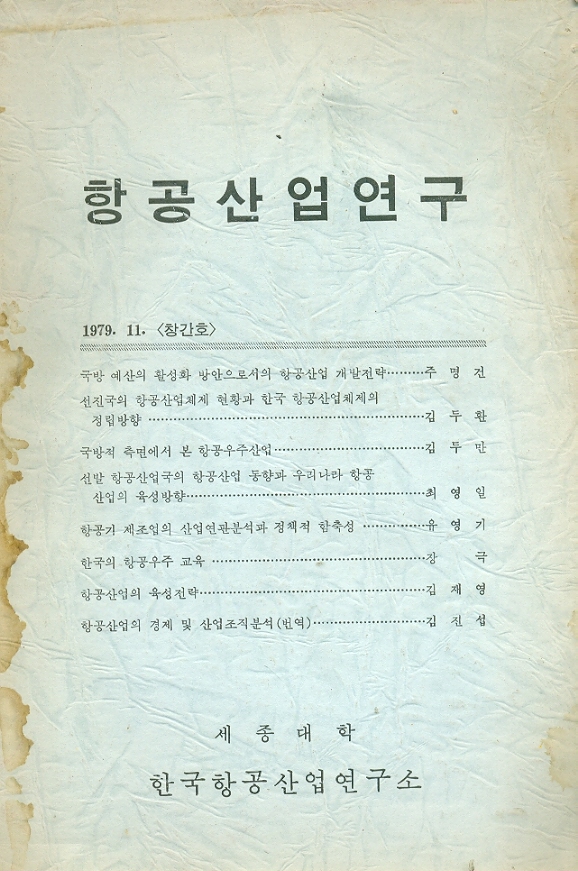 항공산업연구
1979. 11. 〈창간호〉
국방 예산의 활성화 방안으로서의 항공산업 개발전략………주 명 건
선진국의 항공산업체제 현황과 한국 항공산업체제의
정립방향 ………김 두 환
국방적 측면에서 본 항공우주산업………김 두 만
선발 항공산업국의 항공산업 동향과 우리나라 항공
산업의 육성방향………최 영 일
항공기 제조업의 산업연관분석과 정책적 함축성 ………유 영 기
한국의 항공우주 교육 ………장 극
항공산업의 육성전략………김 재 영
항공산업의 경제 및 산업조직분석(번역)………김 진 섭
세 종 대 학
한국항공산업연구소